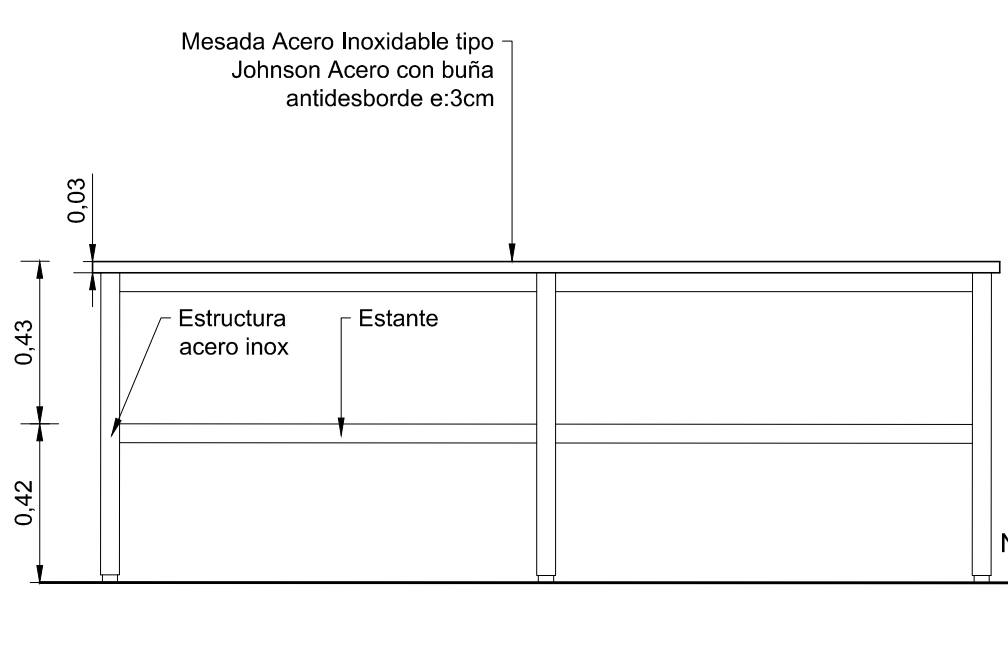 Mesada Acero Inoxidable tipo
Johnson Acero con buña
antidesborde e:3cm
0,03
0,43
Estructura
acero inox
Estante
0,42
N